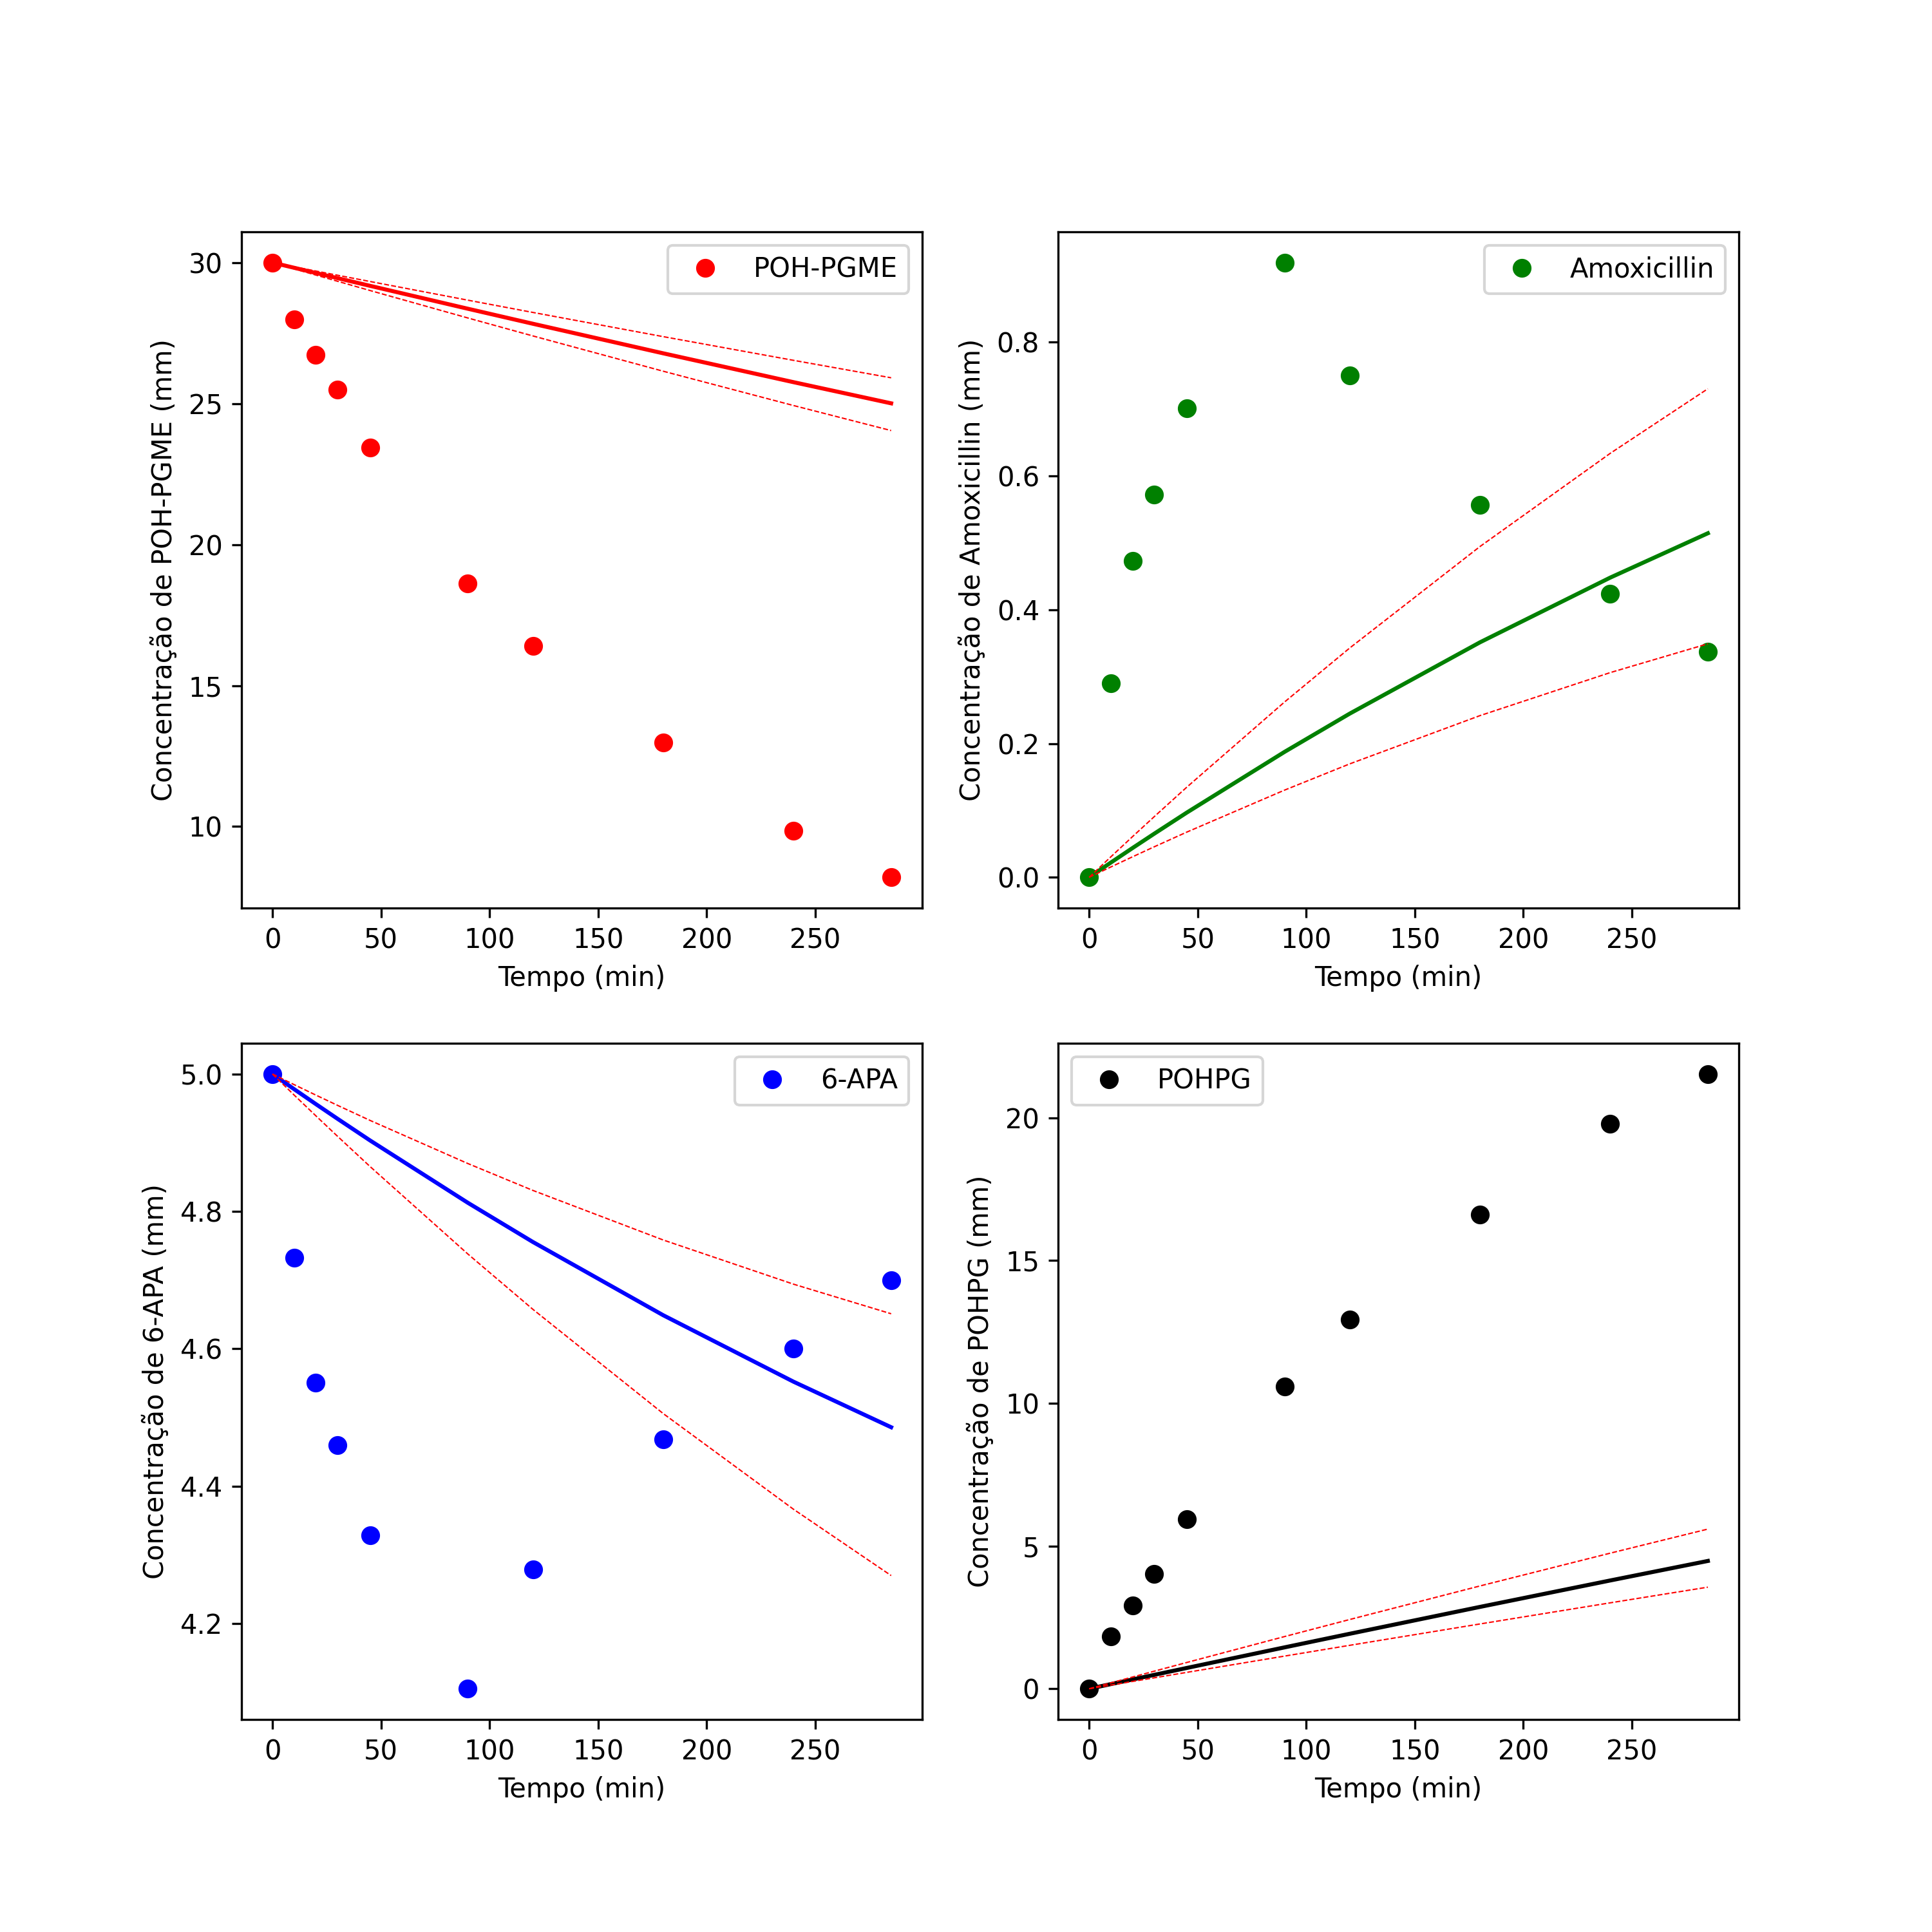 POH-PGME
30
25
20
15
10
Concentração de POH-PGME (mm)
0 50 100 150 200 250
Tempo (min)
Amoxicillin
0.8
0.6
0.4
0.2
0.0
Concentração de Amoxicillin (mm)
0 50 100 150 200 250
Tempo (min)
6-APA
5.0
4.8
4.6
4.4
4.2
Concentração de 6-APA (mm)
0 50 100 150 200 250
Tempo (min)
POHPG
20
15
10
5
0
Concentração de POHPG (mm)
0 50 100 150 200 250
Tempo (min)